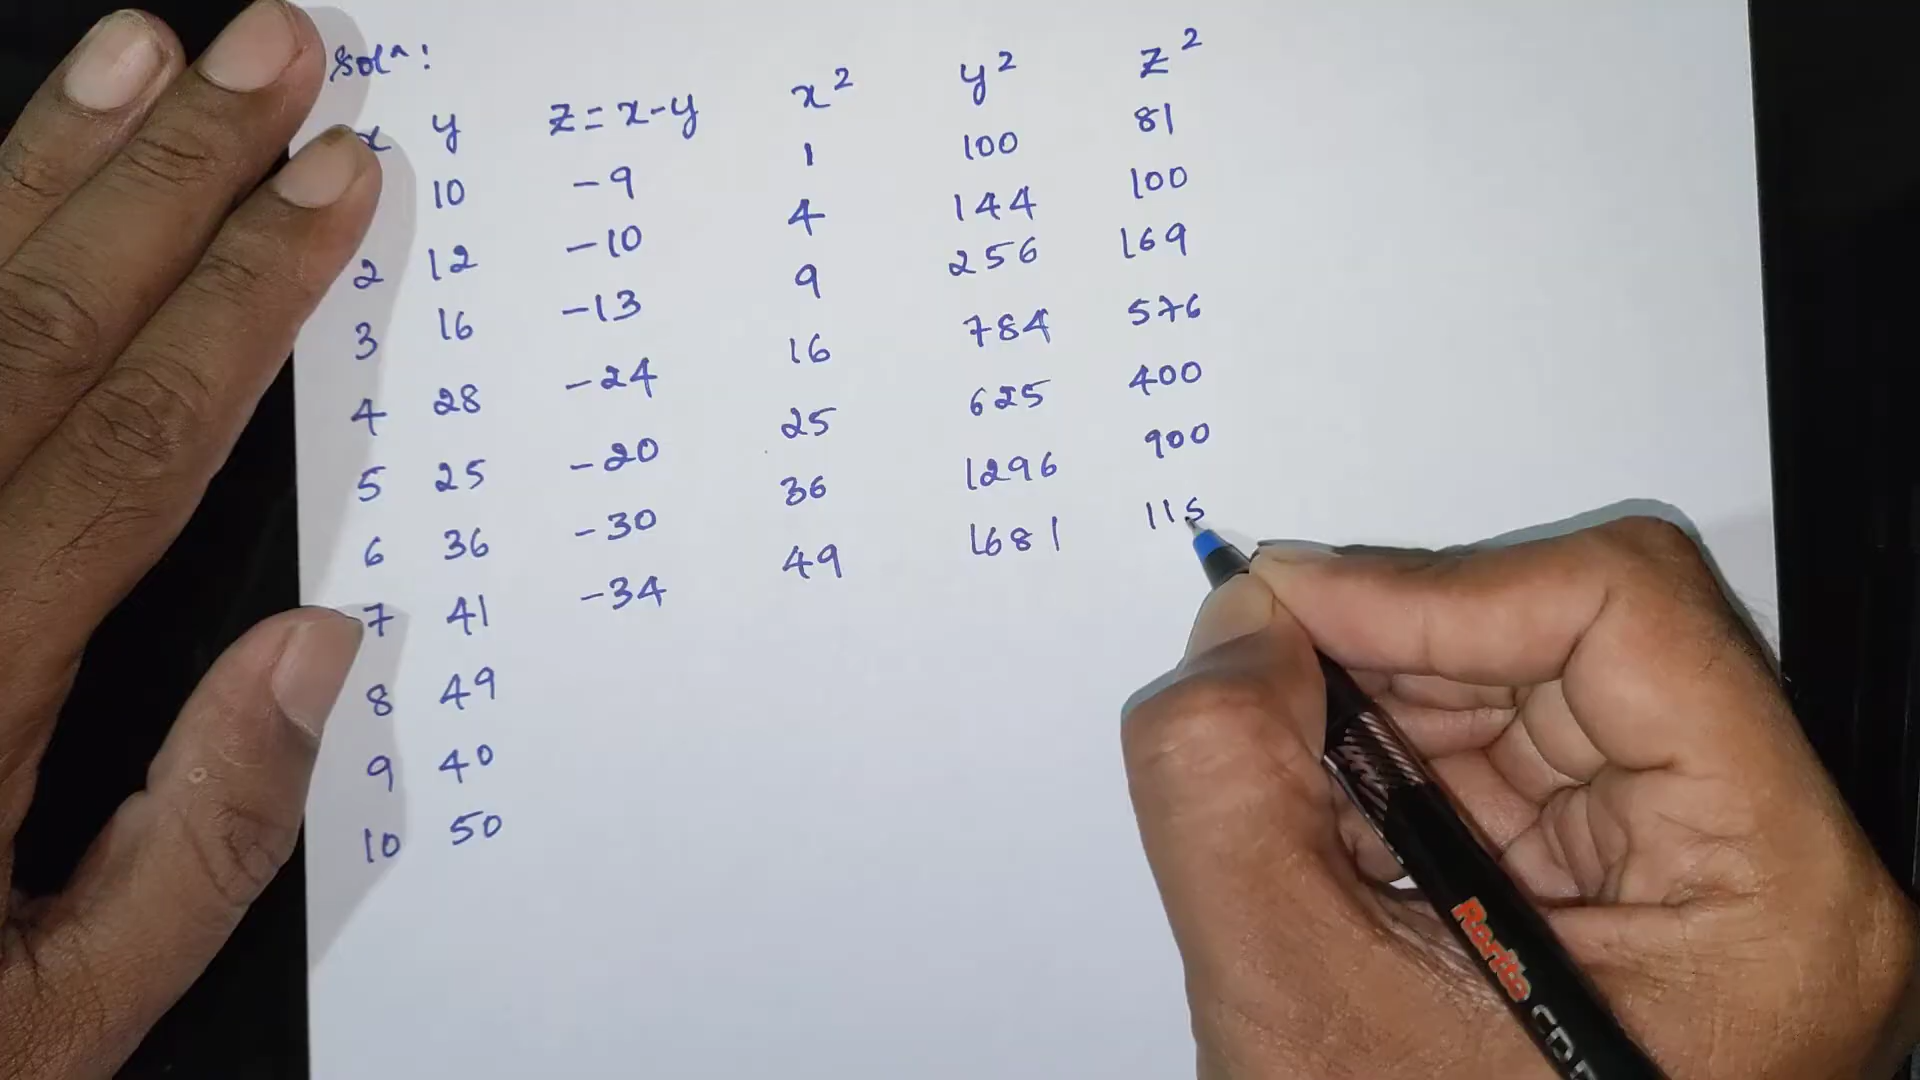 Solⁿ:
x y z=x-y x² y² z²
10 -9 1 100 81
2 12 -10 4 144 100
3 16 -13 9 256 169
4 28 -24 16 784 576
5 25 -20 25 625 400
6 36 -30 36 1296 900
7 41 -34 49 1681 115
8 49
9 40
10 50
Rorito